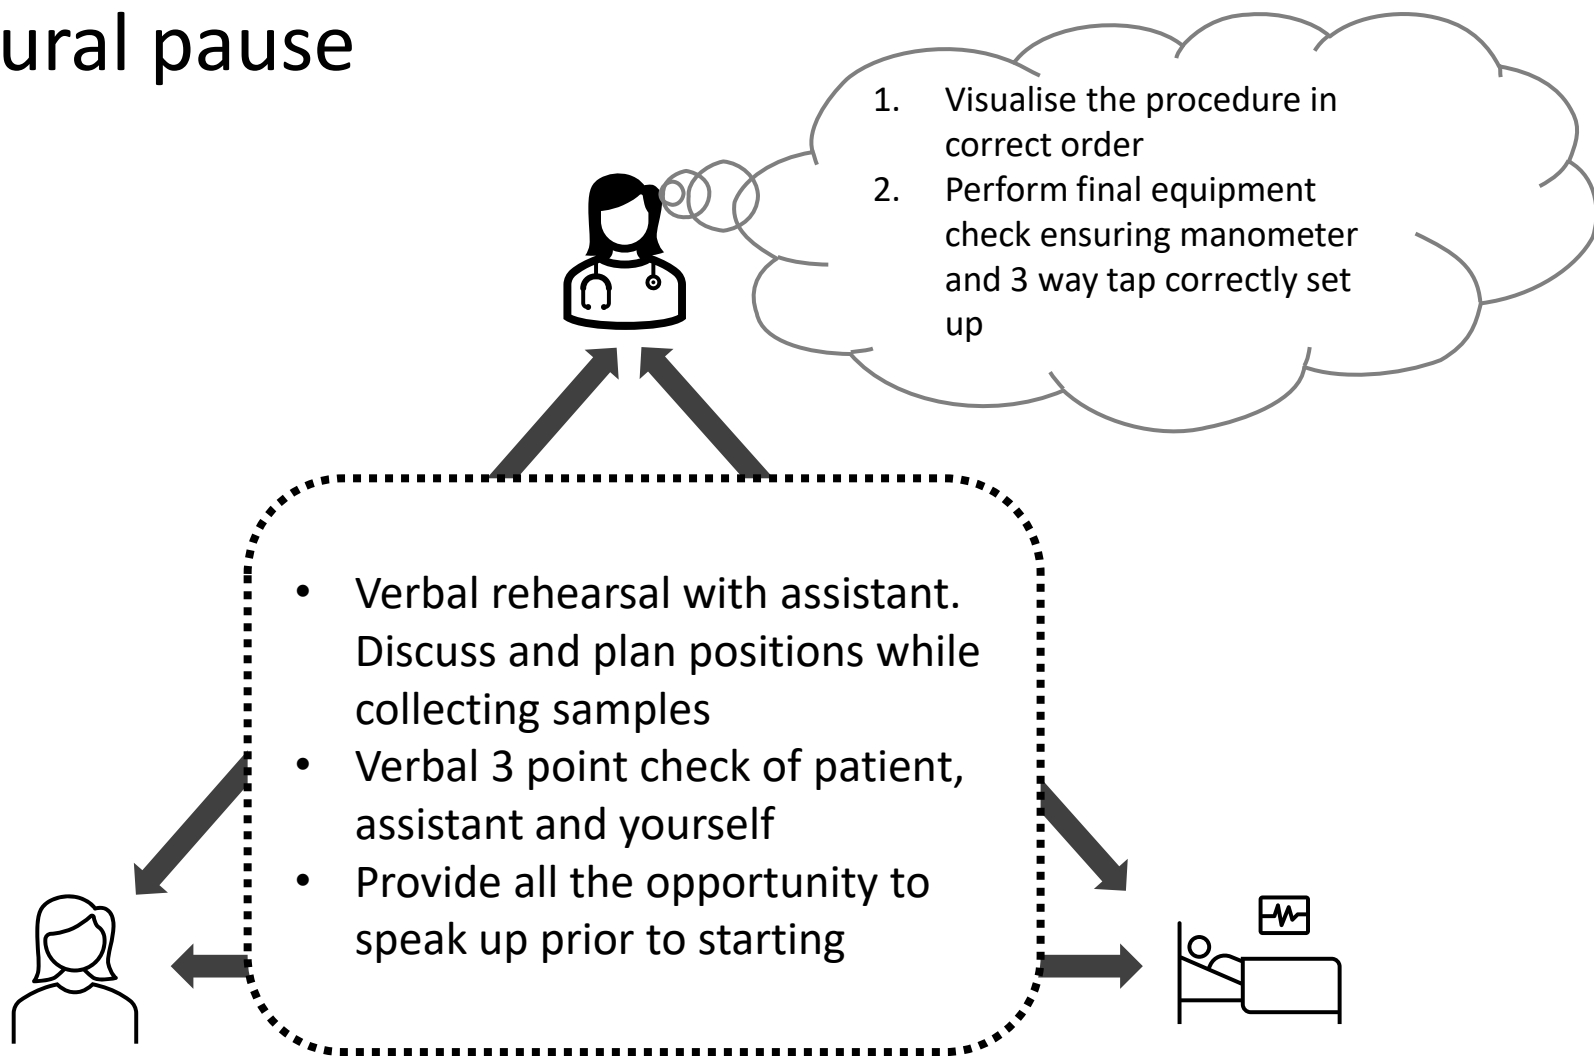 ural pause
1. Visualise the procedure in
correct order
2. Perform final equipment
check ensuring manometer
and 3 way tap correctly set
up
• Verbal rehearsal with assistant.
Discuss and plan positions while
collecting samples
• Verbal 3 point check of patient,
assistant and yourself
• Provide all the opportunity to
speak up prior to starting